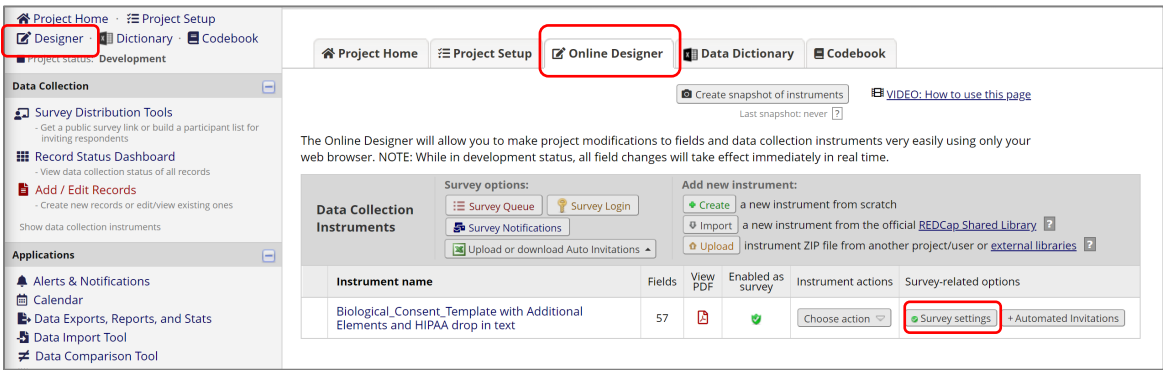 Project Home · Project Setup
Designer · Dictionary · Codebook
Project status: Development
Data Collection
Survey Distribution Tools
- Get a public survey link or build a participant list for
inviting respondents
Record Status Dashboard
- View data collection status of all records
Add / Edit Records
- Create new records or edit/view existing ones
Show data collection instruments
Applications
Alerts & Notifications
Calendar
Data Exports, Reports, and Stats
Data Import Tool
Data Comparison Tool
Project Home Project Setup Online Designer Data Dictionary Codebook
Create snapshot of instruments VIDEO: How to use this page
Last snapshot: never ?
The Online Designer will allow you to make project modifications to fields and data collection instruments very easily using only your
web browser. NOTE: While in development status, all field changes will take effect immediately in real time.
Data Collection
Instruments
Survey options:
Survey Queue Survey Login
Survey Notifications
Upload or download Auto Invitations
Add new instrument:
Create a new instrument from scratch
Import a new instrument from the official REDCap Shared Library ?
Upload instrument ZIP file from another project/user or external libraries ?
Instrument name Fields View PDF Enabled as survey Instrument actions Survey-related options
Biological_Consent_Template with Additional
Elements and HIPAA drop in text
57 Choose action Survey settings + Automated Invitations